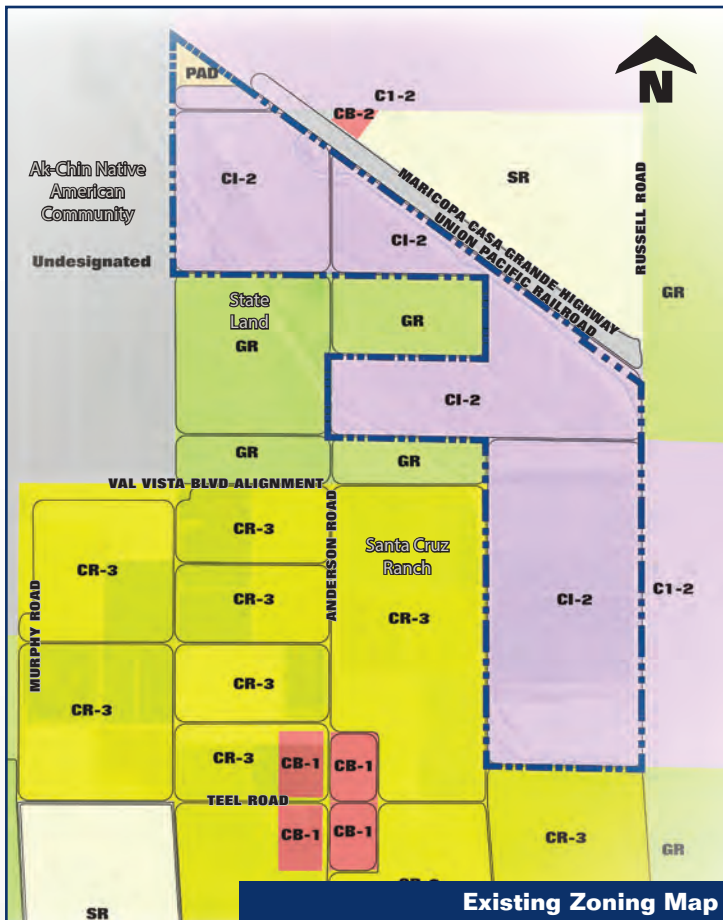 PAD
C1-2
CB-2
N
Ak-Chin Native
American
Community
CI-2
SR
MARICOPA-CASA GRANDE HIGHWAY
UNION PACIFIC RAILROAD
RUSSELL ROAD
CI-2
Undesignated
GR
State
Land
GR
GR
CI-2
GR
GR
VAL VISTA BLVD ALIGNMENT
CR-3
ANDERSON ROAD
Santa Cruz
Ranch
MURPHY ROAD
CR-3
CR-3
CI-2
C1-2
CR-3
CR-3
CR-3
CR-3
CB-1
CB-1
TEEL ROAD
CB-1
CB-1
CR-3
GR
SR
Existing Zoning Map